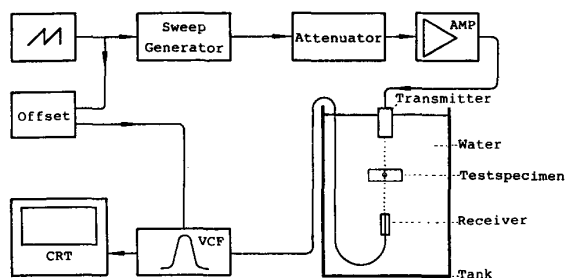 Sweep
Generator
Attenuator
AMP
Offset
Transmitter
Water
Testspecimen
Receiver
Tank
VCF
CRT